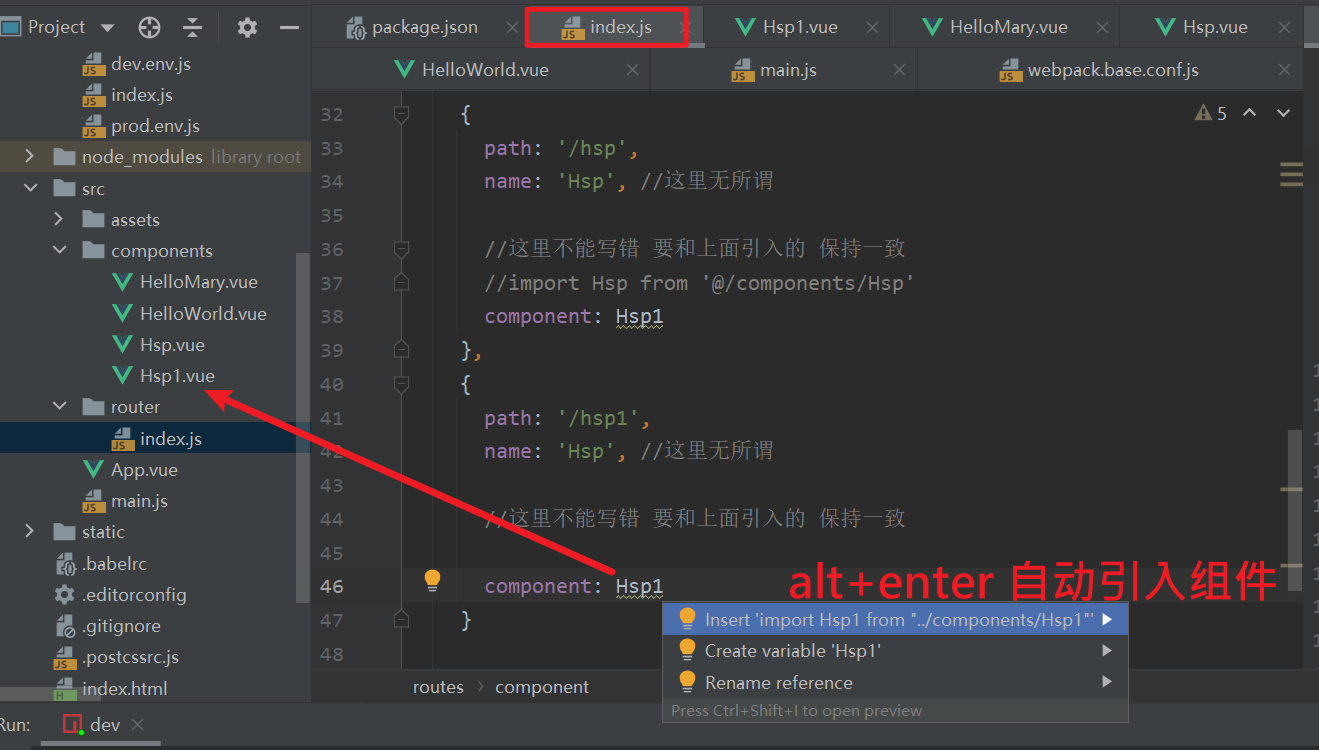 Project
package.json
index.js
Hsp1.vue
HelloMary.vue
Hsp.vue
HelloWorld.vue
main.js
webpack.base.conf.js
dev.env.js
index.js
prod.env.js
node_modules library root
src
assets
components
HelloMary.vue
HelloWorld.vue
Hsp.vue
Hsp1.vue
router
index.js
App.vue
main.js
static
.babelrc
.editorconfig
.gitignore
.postcssrc.js
index.html
5
32 {
33 path: '/hsp',
34 name: 'Hsp', //这里无所谓
35
36 //这里不能写错 要和上面引入的 保持一致
37 //import Hsp from '@/components/Hsp'
38 component: Hsp1
39 },
40 {
41 path: '/hsp1',
42 name: 'Hsp', //这里无所谓
43
44 //这里不能写错 要和上面引入的 保持一致
45
46 component: Hsp1
alt+enter 自动引入组件
47 }
48
Insert 'import Hsp1 from "../components/Hsp1"'
Create variable 'Hsp1'
Rename reference
Press Ctrl+Shift+I to open preview
routes › component
Run: dev